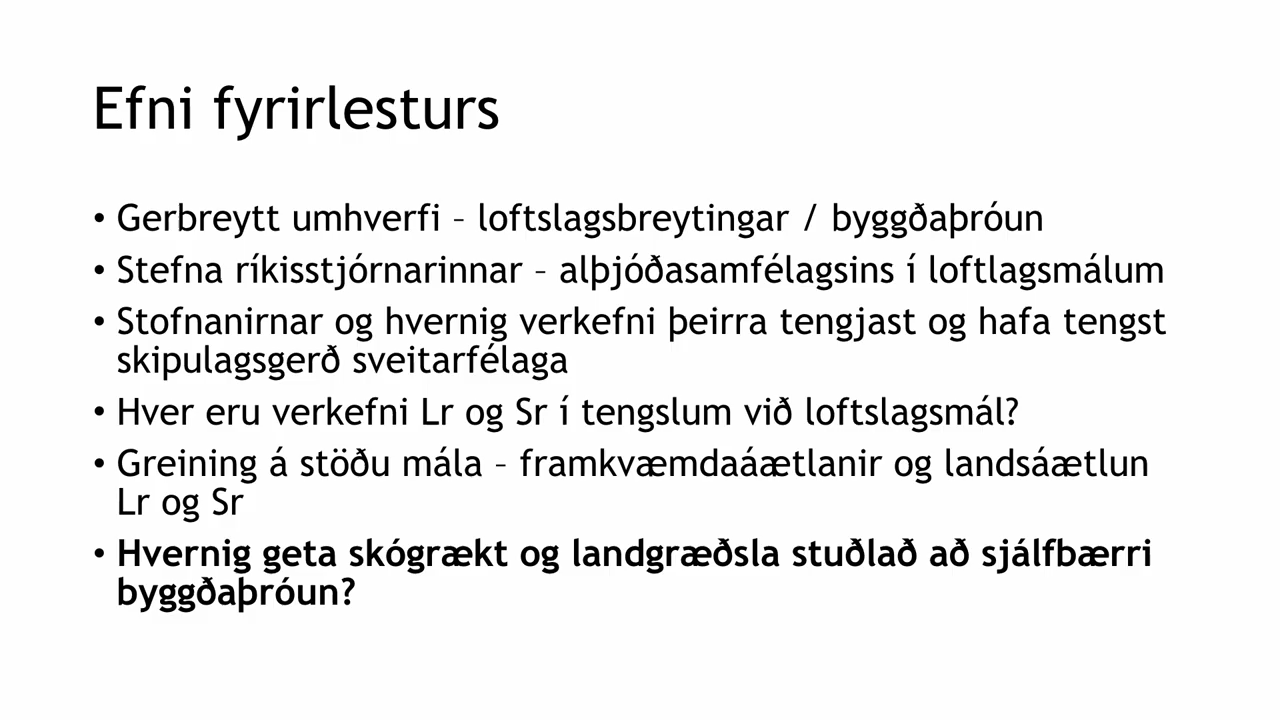 Efni fyrirlesturs
• Gerbreytt umhverfi – loftslagsbreytingar / byggðaþróun
• Stefna ríkisstjórnarinnar – alþjóðasamfélagsins í loftlagsmálum
• Stofnanirnar og hvernig verkefni þeirra tengjast og hafa tengst
skipulagsgerð sveitarfélaga
• Hver eru verkefni Lr og Sr í tengslum við loftslagsmál?
• Greining á stöðu mála – framkvæmdaáætlanir og landsáætlun
Lr og Sr
• Hvernig geta skógrækt og landgræðsla stuðlað að sjálfbærri
byggðaþróun?